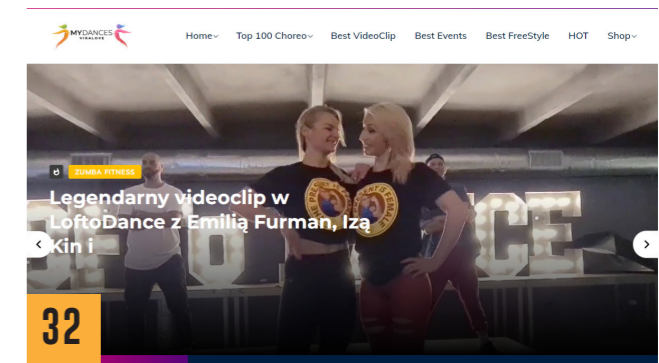 MYDANCES
VIRALOVE
Home
Top 100 Choreo
Best VideoClip
Best Events
Best FreeStyle
HOT
Shop
ZUMBA FITNESS
Legendarny videoclip w
LoftoDance z Emilią Furman, Izą
Kin i
32